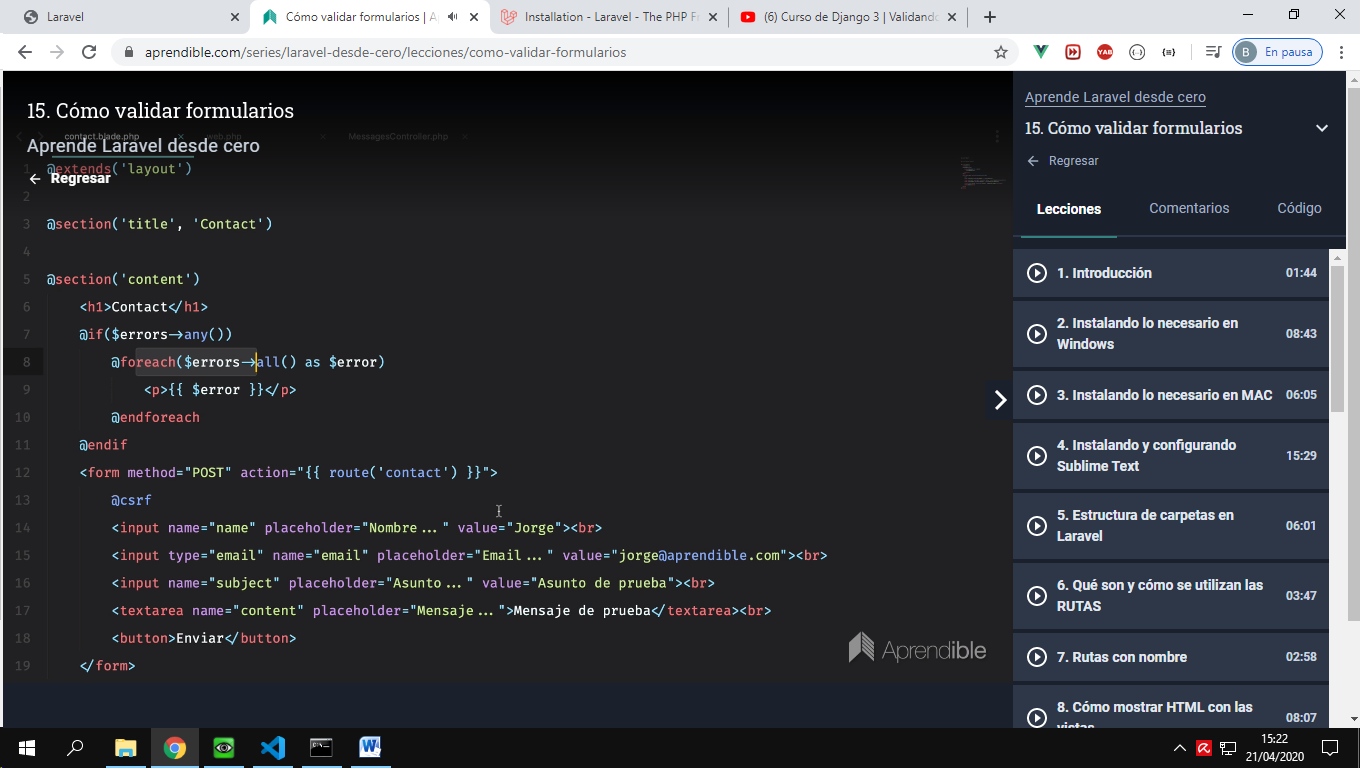 Laravel
Cómo validar formularios | A
Installation - Laravel - The PHP F
(6) Curso de Django 3 | Validando
aprendible.com/series/laravel-desde-cero/lecciones/como-validar-formularios
YAB
B
En pausa
15. Cómo validar formularios
contact.blade.php
web.php
MessagesController.php
Aprende Laravel desde cero
Regresar
1 @extends('layout')
2
3 @section('title', 'Contact')
4
5 @section('content')
6 <h1>Contact</h1>
7 @if($errors->any())
8 @foreach($errors->all() as $error)
9 <p>{{ $error }}</p>
10 @endforeach
11 @endif
12 <form method="POST" action="{{ route('contact') }}">
13 @csrf
14 <input name="name" placeholder="Nombre..." value="Jorge"><br>
15 <input type="email" name="email" placeholder="Email..." value="jorge@aprendible.com"><br>
16 <input name="subject" placeholder="Asunto..." value="Asunto de prueba"><br>
17 <textarea name="content" placeholder="Mensaje...">Mensaje de prueba</textarea><br>
18 <button>Enviar</button>
19 </form>
Aprendible
Aprende Laravel desde cero
15. Cómo validar formularios
Regresar
Lecciones
Comentarios
Código
1. Introducción 01:44
2. Instalando lo necesario en
Windows 08:43
3. Instalando lo necesario en MAC 06:05
4. Instalando y configurando
Sublime Text 15:29
5. Estructura de carpetas en
Laravel 06:01
6. Qué son y cómo se utilizan las
RUTAS 03:47
7. Rutas con nombre 02:58
8. Cómo mostrar HTML con las
vistas 08:07
15:22
21/04/2020